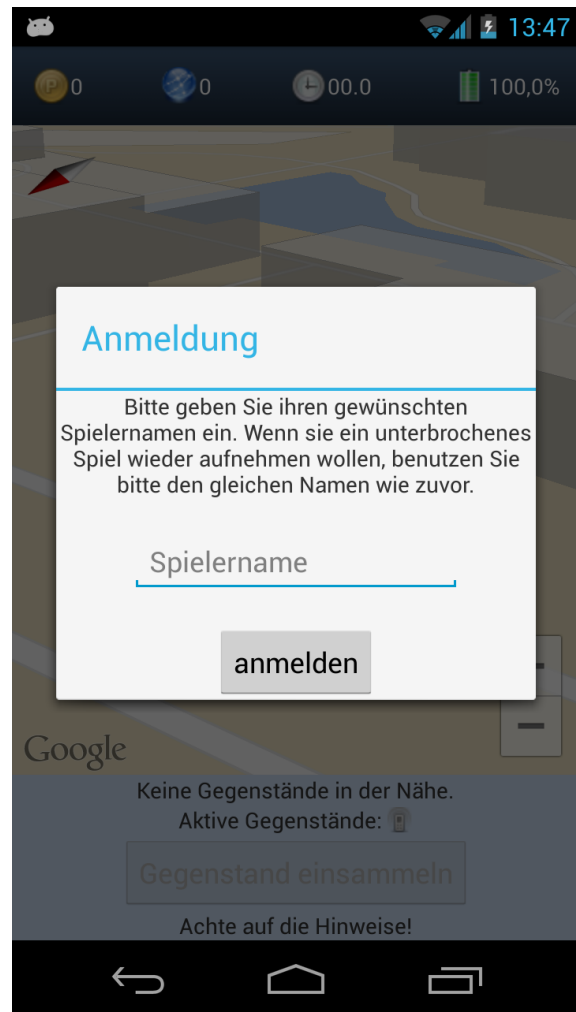 13:47
0 0 00.0 100,0%
Anmeldung
Bitte geben Sie ihren gewünschten
Spielernamen ein. Wenn sie ein unterbrochenes
Spiel wieder aufnehmen wollen, benutzen Sie
bitte den gleichen Namen wie zuvor.
Spielername
anmelden
Google
Keine Gegenstände in der Nähe.
Aktive Gegenstände:
Gegenstand einsammeln
Achte auf die Hinweise!